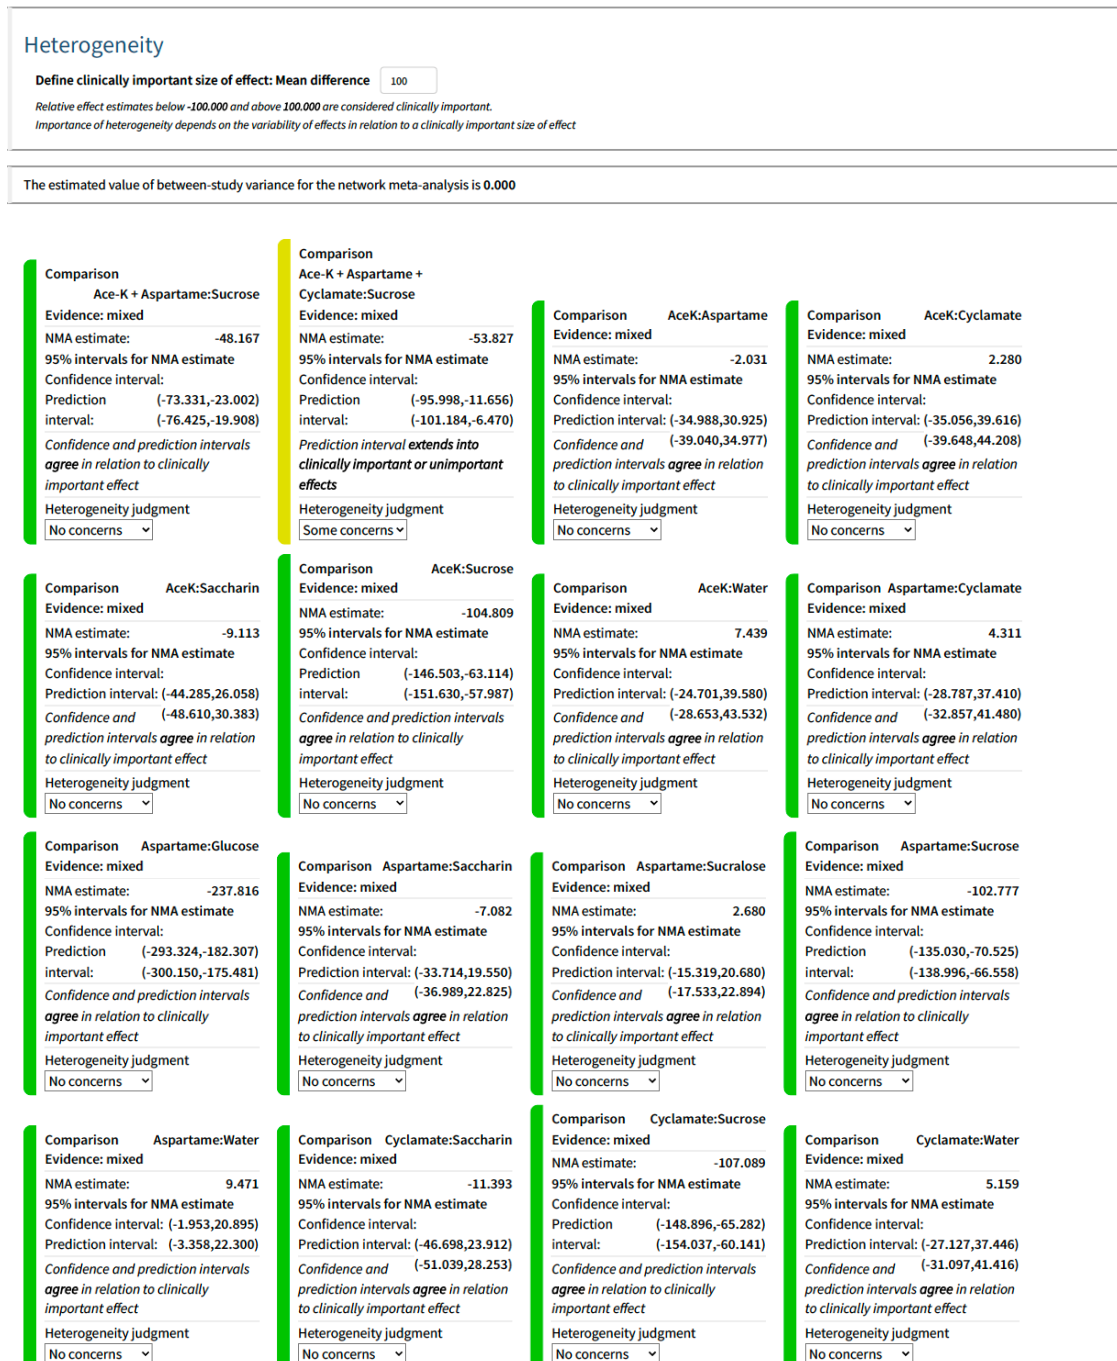 Heterogeneity
Define clinically important size of effect: Mean difference 100
Relative effect estimates below -100.000 and above 100.000 are considered clinically important.
Importance of heterogeneity depends on the variability of effects in relation to a clinically important size of effect
The estimated value of between-study variance for the network meta-analysis is 0.000
Comparison
Ace-K + Aspartame:Sucrose
Evidence: mixed
NMA estimate: -48.167
95% intervals for NMA estimate
Confidence interval:
Prediction (-73.331,-23.002)
interval: (-76.425,-19.908)
Confidence and prediction intervals
agree in relation to clinically
important effect
Heterogeneity judgment
No concerns
Comparison
Ace-K + Aspartame +
Cyclamate:Sucrose
Evidence: mixed
NMA estimate: -53.827
95% intervals for NMA estimate
Confidence interval:
Prediction (-95.998,-11.656)
interval: (-101.184,-6.470)
Prediction interval extends into
clinically important or unimportant
effects
Heterogeneity judgment
Some concerns
Comparison AceK:Aspartame
Evidence: mixed
NMA estimate: -2.031
95% intervals for NMA estimate
Confidence interval:
Prediction interval: (-34.988,30.925)
Confidence and (-39.040,34.977)
prediction intervals agree in relation
to clinically important effect
Heterogeneity judgment
No concerns
Comparison AceK:Cyclamate
Evidence: mixed
NMA estimate: 2.280
95% intervals for NMA estimate
Confidence interval:
Prediction interval: (-35.056,39.616)
Confidence and (-39.648,44.208)
prediction intervals agree in relation
to clinically important effect
Heterogeneity judgment
No concerns
Comparison AceK:Saccharin
Evidence: mixed
NMA estimate: -9.113
95% intervals for NMA estimate
Confidence interval:
Prediction interval: (-44.285,26.058)
Confidence and (-48.610,30.383)
prediction intervals agree in relation
to clinically important effect
Heterogeneity judgment
No concerns
Comparison AceK:Sucrose
Evidence: mixed
NMA estimate: -104.809
95% intervals for NMA estimate
Confidence interval:
Prediction (-146.503,-63.114)
interval: (-151.630,-57.987)
Confidence and prediction intervals
agree in relation to clinically
important effect
Heterogeneity judgment
No concerns
Comparison AceK:Water
Evidence: mixed
NMA estimate: 7.439
95% intervals for NMA estimate
Confidence interval:
Prediction interval: (-24.701,39.580)
Confidence and (-28.653,43.532)
prediction intervals agree in relation
to clinically important effect
Heterogeneity judgment
No concerns
Comparison Aspartame:Cyclamate
Evidence: mixed
NMA estimate: 4.311
95% intervals for NMA estimate
Confidence interval:
Prediction interval: (-28.787,37.410)
Confidence and (-32.857,41.480)
prediction intervals agree in relation
to clinically important effect
Heterogeneity judgment
No concerns
Comparison Aspartame:Glucose
Evidence: mixed
NMA estimate: -237.816
95% intervals for NMA estimate
Confidence interval:
Prediction (-293.324,-182.307)
interval: (-300.150,-175.481)
Confidence and prediction intervals
agree in relation to clinically
important effect
Heterogeneity judgment
No concerns
Comparison Aspartame:Saccharin
Evidence: mixed
NMA estimate: -7.082
95% intervals for NMA estimate
Confidence interval:
Prediction interval: (-33.714,19.550)
Confidence and (-36.989,22.825)
prediction intervals agree in relation
to clinically important effect
Heterogeneity judgment
No concerns
Comparison Aspartame:Sucralose
Evidence: mixed
NMA estimate: 2.680
95% intervals for NMA estimate
Confidence interval:
Prediction interval: (-15.319,20.680)
Confidence and (-17.533,22.894)
prediction intervals agree in relation
to clinically important effect
Heterogeneity judgment
No concerns
Comparison Aspartame:Sucrose
Evidence: mixed
NMA estimate: -102.777
95% intervals for NMA estimate
Confidence interval:
Prediction (-135.030,-70.525)
interval: (-138.996,-66.558)
Confidence and prediction intervals
agree in relation to clinically
important effect
Heterogeneity judgment
No concerns
Comparison Aspartame:Water
Evidence: mixed
NMA estimate: 9.471
95% intervals for NMA estimate
Confidence interval: (-1.953,20.895)
Prediction interval: (-3.358,22.300)
Confidence and prediction intervals
agree in relation to clinically
important effect
Heterogeneity judgment
No concerns
Comparison Cyclamate:Saccharin
Evidence: mixed
NMA estimate: -11.393
95% intervals for NMA estimate
Confidence interval:
Prediction interval: (-46.698,23.912)
Confidence and (-51.039,28.253)
prediction intervals agree in relation
to clinically important effect
Heterogeneity judgment
No concerns
Comparison Cyclamate:Sucrose
Evidence: mixed
NMA estimate: -107.089
95% intervals for NMA estimate
Confidence interval:
Prediction (-148.896,-65.282)
interval: (-154.037,-60.141)
Confidence and prediction intervals
agree in relation to clinically
important effect
Heterogeneity judgment
No concerns
Comparison Cyclamate:Water
Evidence: mixed
NMA estimate: 5.159
95% intervals for NMA estimate
Confidence interval:
Prediction interval: (-27.127,37.446)
Confidence and (-31.097,41.416)
prediction intervals agree in relation
to clinically important effect
Heterogeneity judgment
No concerns